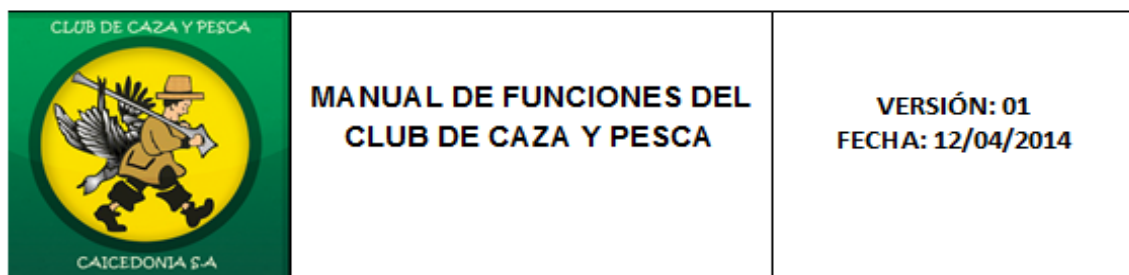 CLUB DE CAZA Y PESCA
CAICEDONIA S.A
MANUAL DE FUNCIONES DEL
CLUB DE CAZA Y PESCA
VERSIÓN: 01
FECHA: 12/04/2014